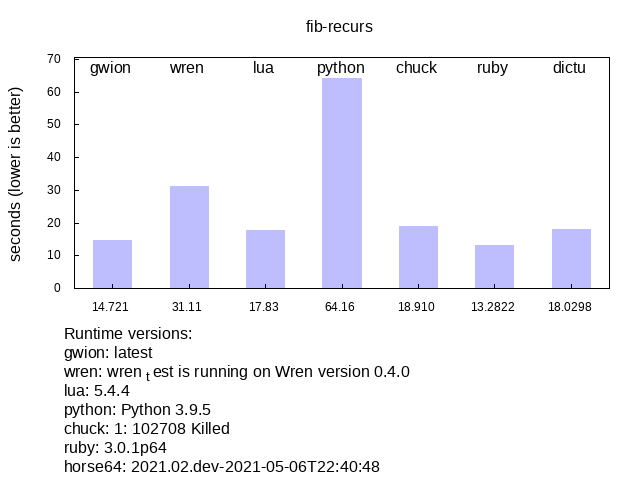 fib-recurs
seconds (lower is better)
70
60
50
40
30
20
10
0
gwion wren lua python chuck ruby dictu
14.721 31.11 17.83 64.16 18.910 13.2822 18.0298
Runtime versions:
gwion: latest
wren: wren test is running on Wren version 0.4.0
lua: 5.4.4
python: Python 3.9.5
chuck: 1: 102708 Killed
ruby: 3.0.1p64
horse64: 2021.02.dev-2021-05-06T22:40:48